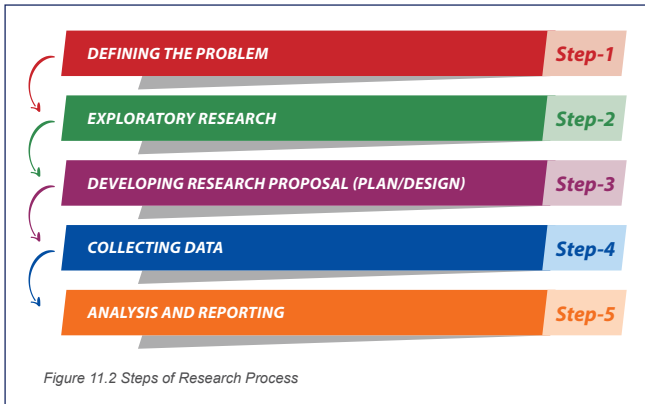 DEFINING THE PROBLEM Step-1
EXPLORATORY RESEARCH Step-2
DEVELOPING RESEARCH PROPOSAL (PLAN/DESIGN) Step-3
COLLECTING DATA Step-4
ANALYSIS AND REPORTING Step-5
Figure 11.2 Steps of Research Process